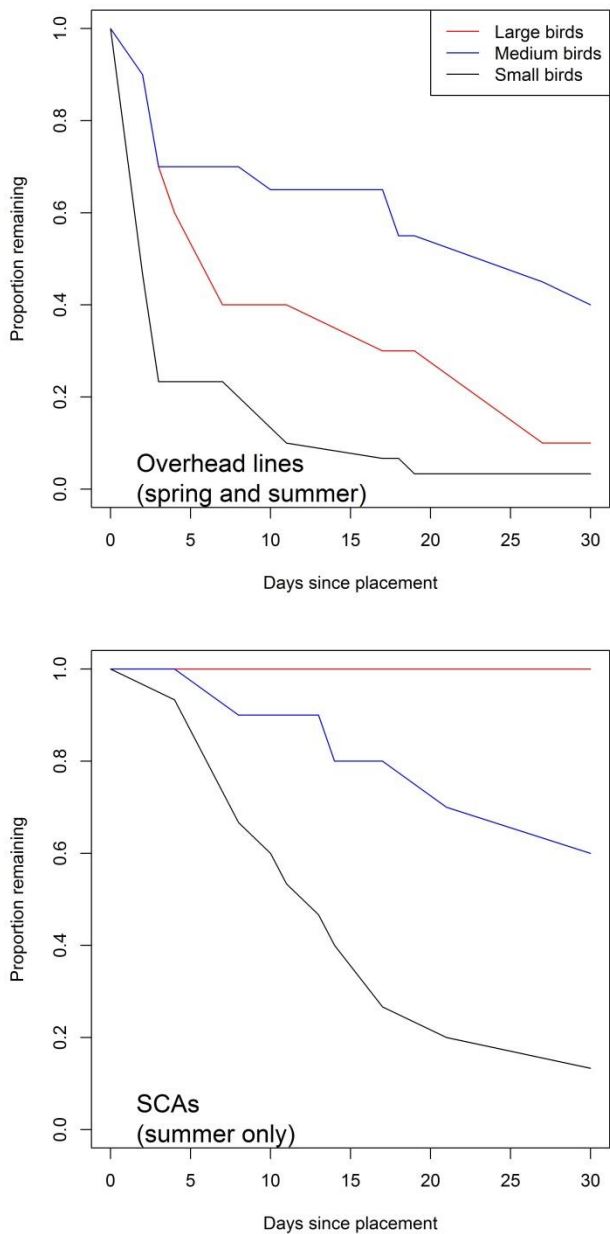 Large birds
Medium birds
Small birds
Proportion remaining
1.0
0.8
0.6
0.4
0.2
0.0
Overhead lines
(spring and summer)
0 5 10 15 20 25 30
Days since placement
Proportion remaining
1.0
0.8
0.6
0.4
0.2
0.0
SCAs
(summer only)
0 5 10 15 20 25 30
Days since placement